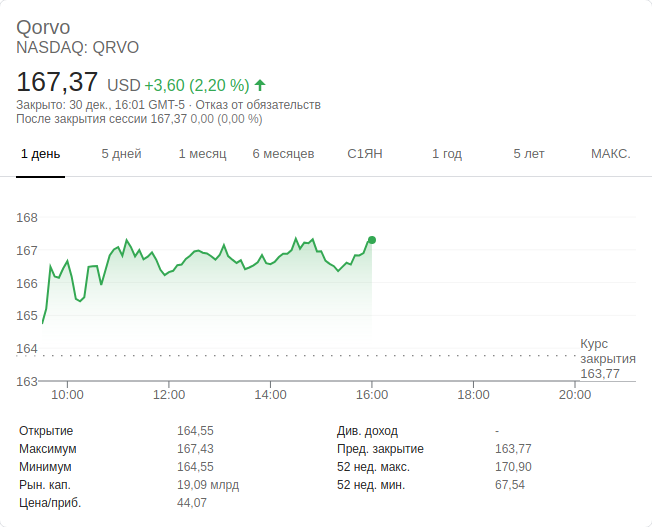 Qorvo
NASDAQ: QRVO
167,37 USD +3,60 (2,20 %)
Закрыто: 30 дек., 16:01 GMT-5 · Отказ от обязательств
После закрытия сессии 167,37 0,00 (0,00 %)
1 день 5 дней 1 месяц 6 месяцев С1ЯН 1 год 5 лет МАКС.
168
167
166
165
164
163
Курс
закрытия
163,77
10:00 12:00 14:00 16:00 18:00 20:00
Открытие 164,55 Див. доход -
Максимум 167,43 Пред. закрытие 163,77
Минимум 164,55 52 нед. макс. 170,90
Рын. кап. 19,09 млрд 52 нед. мин. 67,54
Цена/приб. 44,07